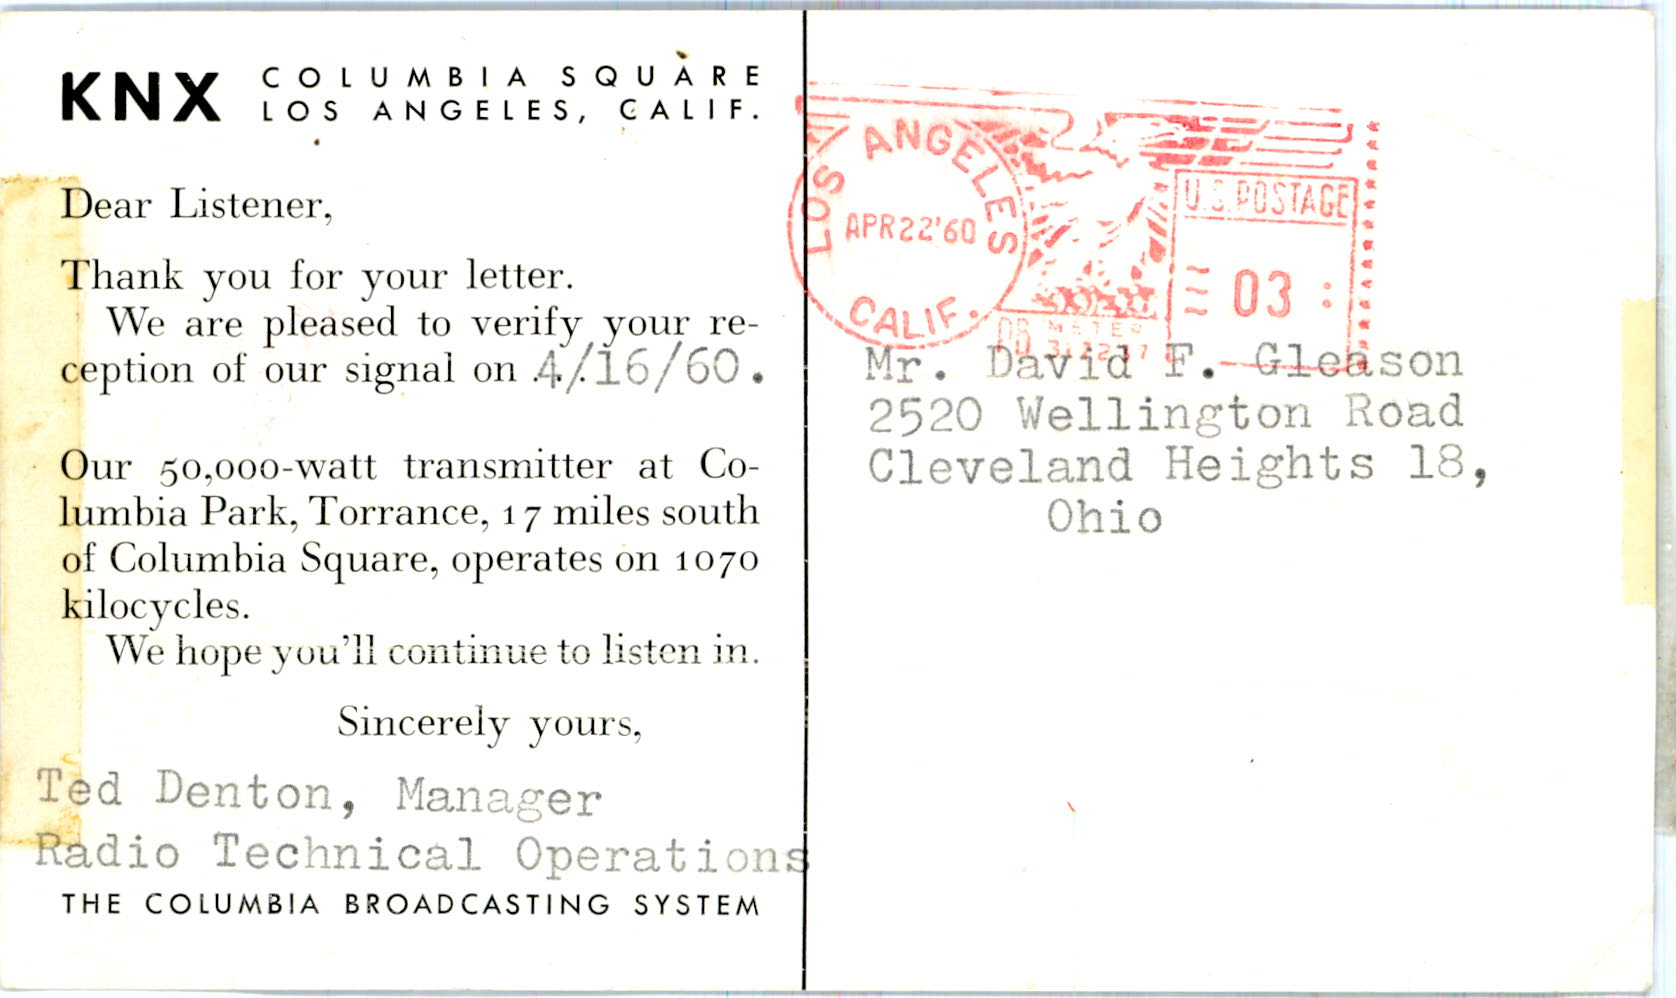 KNX COLUMBIA SQUARE
LOS ANGELES, CALIF.
Dear Listener,
Thank you for your letter.
We are pleased to verify your re-
ception of our signal on 4/16/60.
Our 50,000-watt transmitter at Co-
lumbia Park, Torrance, 17 miles south
of Columbia Square, operates on 1070
kilocycles.
We hope you'll continue to listen in.
Sincerely yours,
Ted Denton, Manager
Radio Technical Operations
THE COLUMBIA BROADCASTING SYSTEM
LOS ANGELES
APR 22 '60
CALIF.
U.S. POSTAGE
03
PB METER
Mr. David F. Gleason
2520 Wellington Road
Cleveland Heights 18,
Ohio